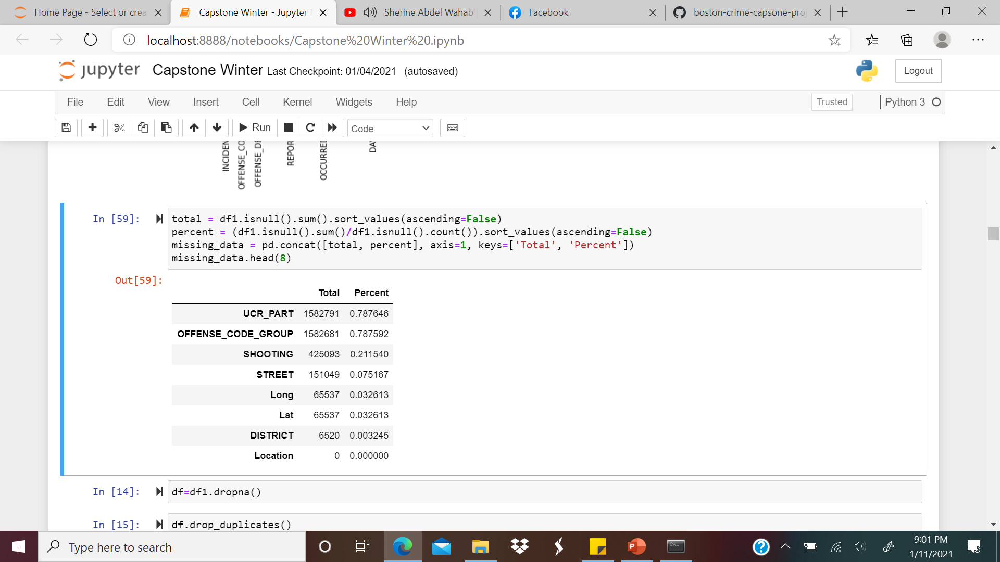 Home Page - Select or crea
Capstone Winter - Jupyter
Sherine Abdel Wahab
Facebook
boston-crime-capsone-proj
localhost:8888/notebooks/Capstone%20Winter%20.ipynb
jupyter Capstone Winter Last Checkpoint: 01/04/2021 (autosaved)
Logout
File Edit View Insert Cell Kernel Widgets Help Trusted Python 3
Run Code
INCIDEN
OFFENSE_CO
OFFENSE_DE
REPOR
OCCURRE
DA
In [59]: total = df1.isnull().sum().sort_values(ascending=False)
percent = (df1.isnull().sum()/df1.isnull().count()).sort_values(ascending=False)
missing_data = pd.concat([total, percent], axis=1, keys=['Total', 'Percent'])
missing_data.head(8)
Out[59]:
Total Percent
UCR_PART 1582791 0.787646
OFFENSE_CODE_GROUP 1582681 0.787592
SHOOTING 425093 0.211540
STREET 151049 0.075167
Long 65537 0.032613
Lat 65537 0.032613
DISTRICT 6520 0.003245
Location 0 0.000000
In [14]: df=df1.dropna()
In [15]: df.drop_duplicates()
Type here to search
9:01 PM
1/11/2021